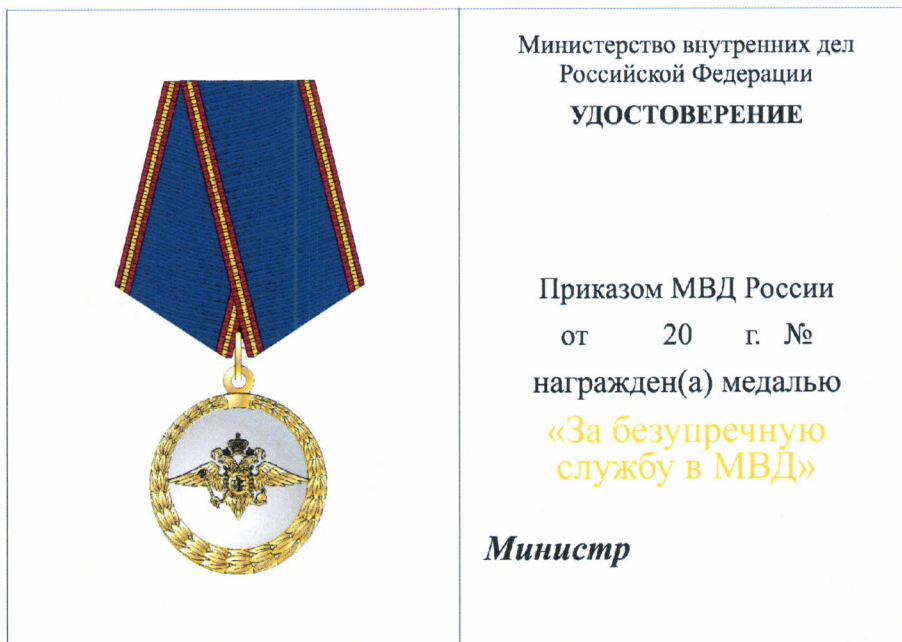 Министерство внутренних дел
Российской Федерации
УДОСТОВЕРЕНИЕ
Приказом МВД России
от 20 г. №
награжден(а) медалью
«За безупречную
службу в МВД»
Министр